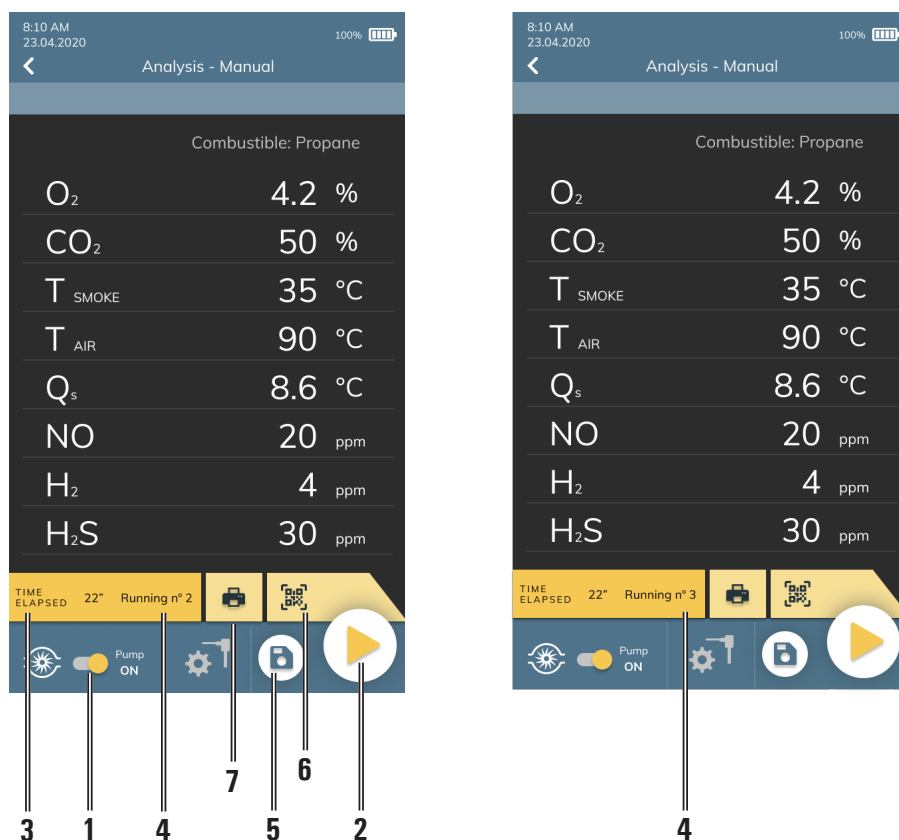 8:10 AM
23.04.2020
100%
Analysis - Manual
Combustible: Propane
O₂ 4.2 %
CO₂ 50 %
T SMOKE 35 °C
T AIR 90 °C
Qs 8.6 °C
NO 20 ppm
H₂ 4 ppm
H₂S 30 ppm
TIME
ELAPSED 22" Running n° 2
Pump
ON
7 6
3 1 4 5 2
8:10 AM
23.04.2020
100%
Analysis - Manual
Combustible: Propane
O₂ 4.2 %
CO₂ 50 %
T SMOKE 35 °C
T AIR 90 °C
Qs 8.6 °C
NO 20 ppm
H₂ 4 ppm
H₂S 30 ppm
TIME
ELAPSED 22" Running n° 3
Pump
ON
4